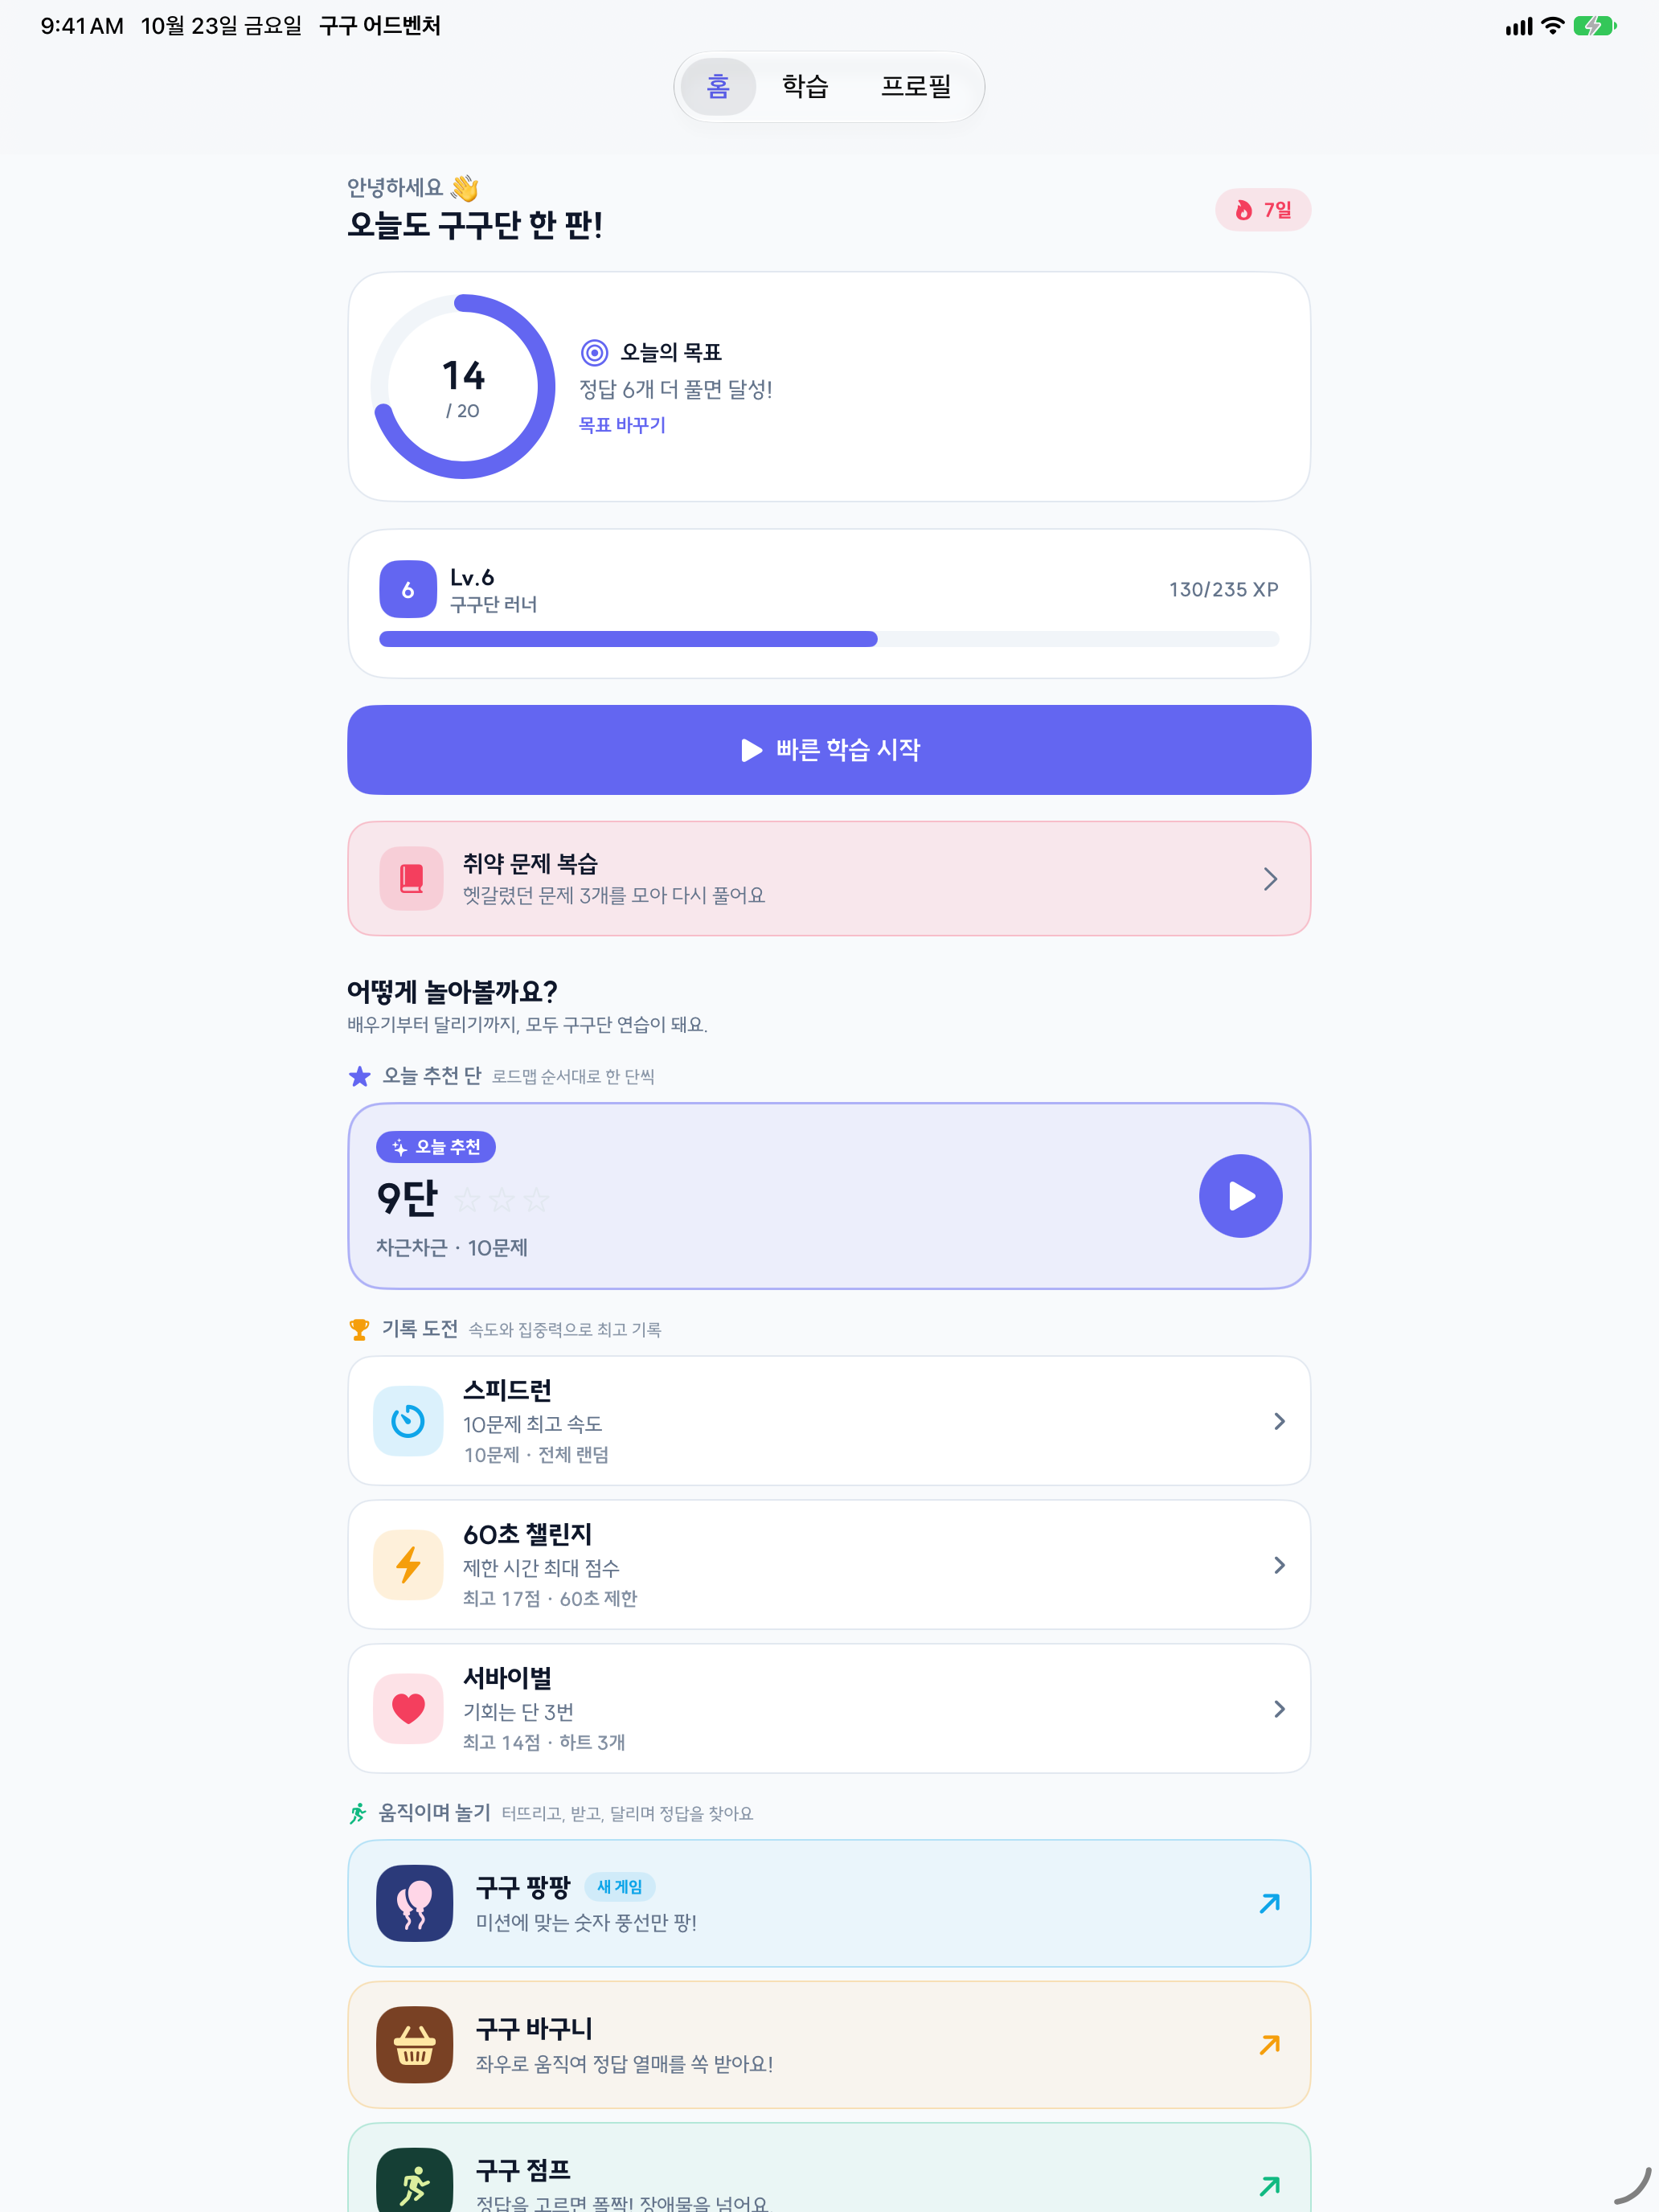 9:41 AM 10월 23일 금요일 구구 어드벤처
홈 학습 프로필
안녕하세요 👋
오늘도 구구단 한 판!
7일
14
/ 20
오늘의 목표
정답 6개 더 풀면 달성!
목표 바꾸기
6
Lv.6
구구단 러너
130/235 XP
빠른 학습 시작
취약 문제 복습
헷갈렸던 문제 3개를 모아 다시 풀어요
어떻게 놀아볼까요?
배우기부터 달리기까지, 모두 구구단 연습이 돼요.
오늘 추천 단 로드맵 순서대로 한 단씩
오늘 추천
9단
차근차근 · 10문제
기록 도전 속도와 집중력으로 최고 기록
스피드런
10문제 최고 속도
10문제 · 전체 랜덤
60초 챌린지
제한 시간 최대 점수
최고 17점 · 60초 제한
서바이벌
기회는 단 3번
최고 14점 · 하트 3개
움직이며 놀기 터뜨리고, 받고, 달리며 정답을 찾아요
구구 팡팡 새 게임
미션에 맞는 숫자 풍선만 팡!
구구 바구니
좌우로 움직여 정답 열매를 쏙 받아요!
구구 점프
정답을 고르면 폴짝! 장애물을 넘어요